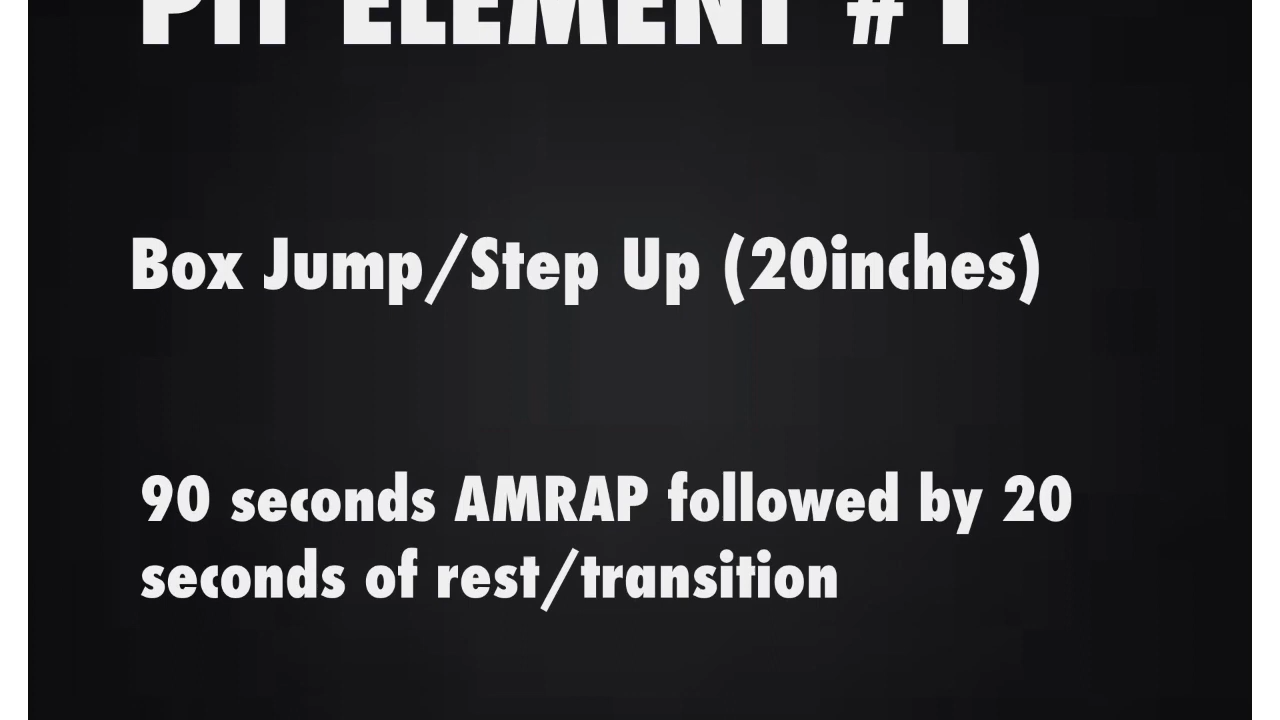 PIT ELEMENT #1
Box Jump/Step Up (20inches)
90 seconds AMRAP followed by 20
seconds of rest/transition